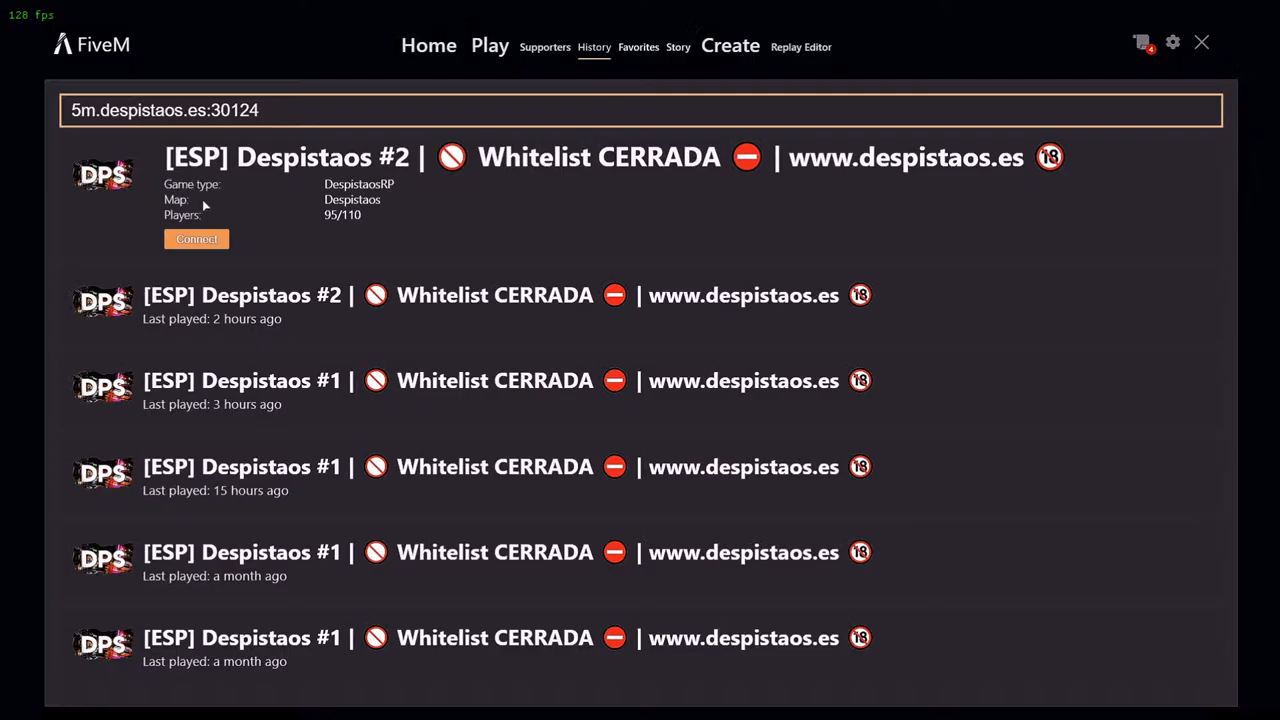 128 fps
FiveM
Home Play Supporters History Favorites Story Create Replay Editor
4
5m.despistaos.es:30124
DPS
[ESP] Despistaos #2 | 🚫 Whitelist CERRADA ⛔ | www.despistaos.es 🔞
Game type: DespistaosRP
Map: Despistaos
Players: 95/110
Connect
DPS
[ESP] Despistaos #2 | 🚫 Whitelist CERRADA ⛔ | www.despistaos.es 🔞
Last played: 2 hours ago
DPS
[ESP] Despistaos #1 | 🚫 Whitelist CERRADA ⛔ | www.despistaos.es 🔞
Last played: 3 hours ago
DPS
[ESP] Despistaos #1 | 🚫 Whitelist CERRADA ⛔ | www.despistaos.es 🔞
Last played: 15 hours ago
DPS
[ESP] Despistaos #1 | 🚫 Whitelist CERRADA ⛔ | www.despistaos.es 🔞
Last played: a month ago
DPS
[ESP] Despistaos #1 | 🚫 Whitelist CERRADA ⛔ | www.despistaos.es 🔞
Last played: a month ago